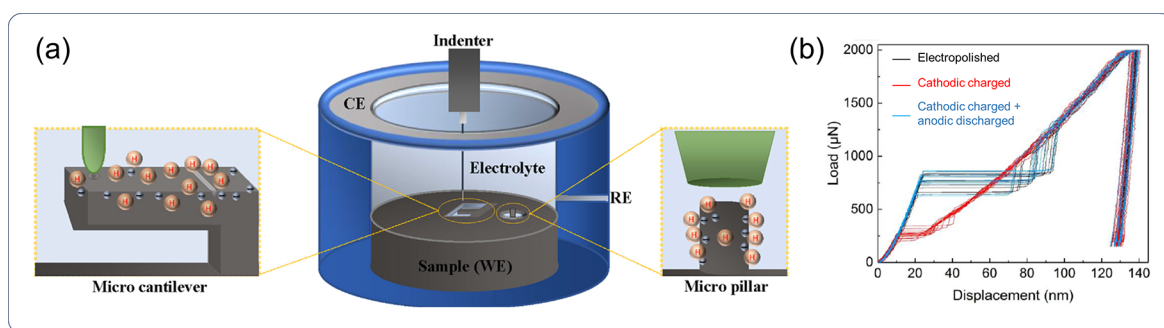 (a)
Indenter
CE
Electrolyte
RE
Sample (WE)
H H H H H H H H H H
Micro cantilever
H H H H H H H H H
Micro pillar
(b)
2000
1500
1000
500
0
Load (µN)
Electropolished
Cathodic charged
Cathodic charged +
anodic discharged
0 20 40 60 80 100 120 140
Displacement (nm)